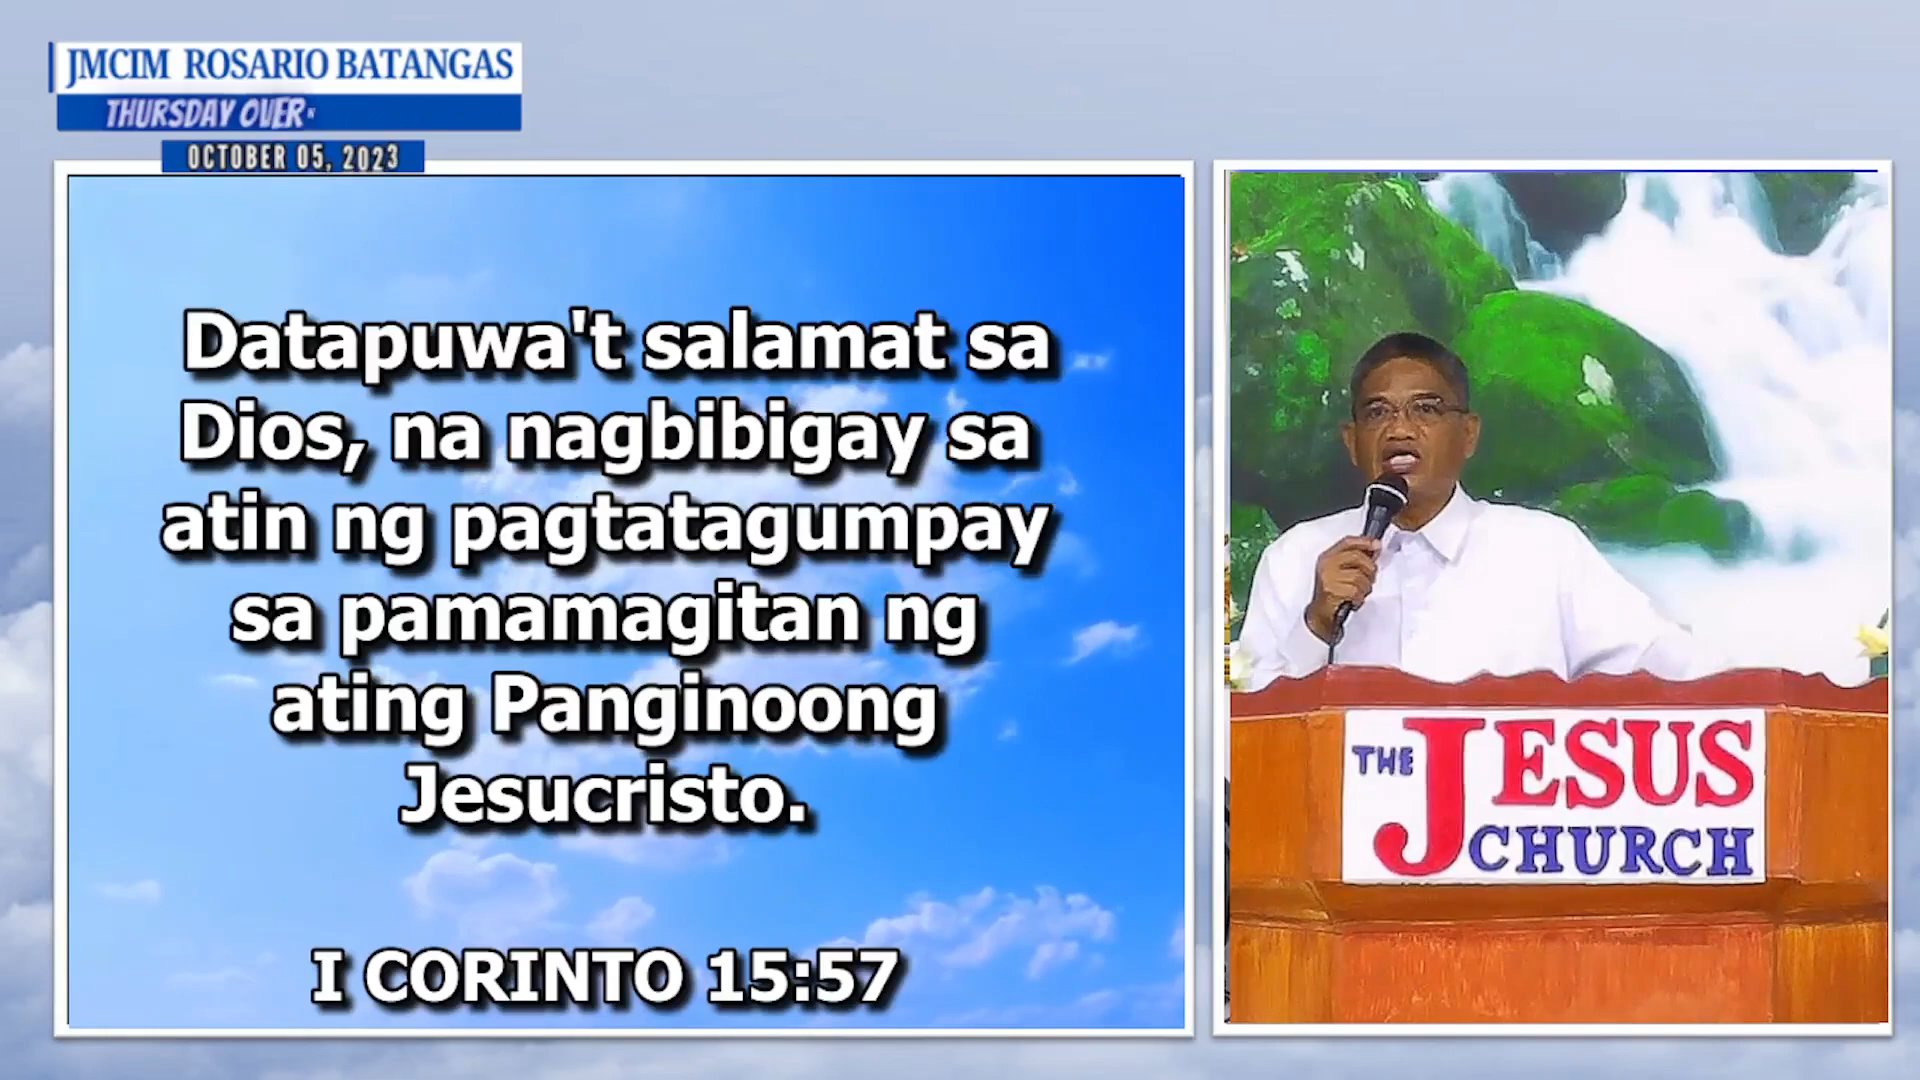 JMCIM ROSARIO BATANGAS
THURSDAY OVER
OCTOBER 05, 2023
Datapuwa't salamat sa
Dios, na nagbibigay sa
atin ng pagtatagumpay
sa pamamagitan ng
ating Panginoong
Jesucristo.
I CORINTO 15:57
THE JESUS
CHURCH